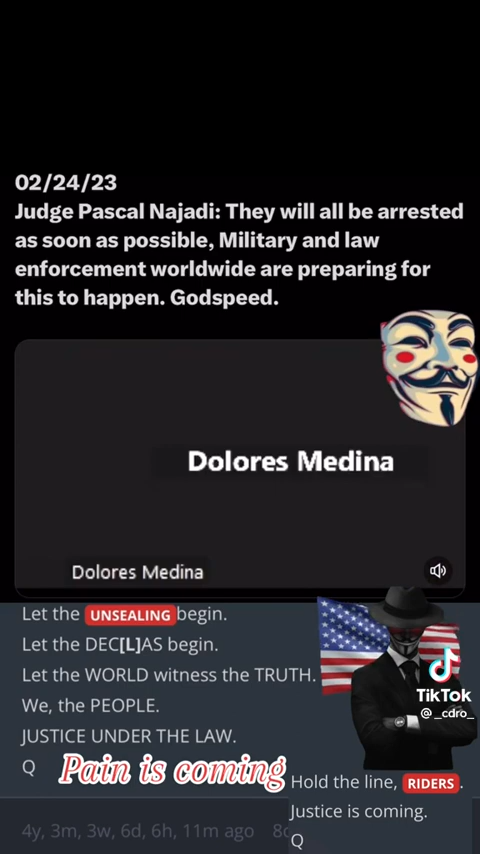 02/24/23
Judge Pascal Najadi: They will all be arrested
as soon as possible, Military and law
enforcement worldwide are preparing for
this to happen. Godspeed.
Dolores Medina
Dolores Medina
Let the UNSEALING begin.
Let the DEC[L]AS begin.
Let the WORLD witness the TRUTH.
We, the PEOPLE.
JUSTICE UNDER THE LAW.
Q
Pain is coming
TikTok
@_cdro_
Hold the line, RIDERS.
Justice is coming.
Q
4y, 3m, 3w, 6d, 6h, 11m ago